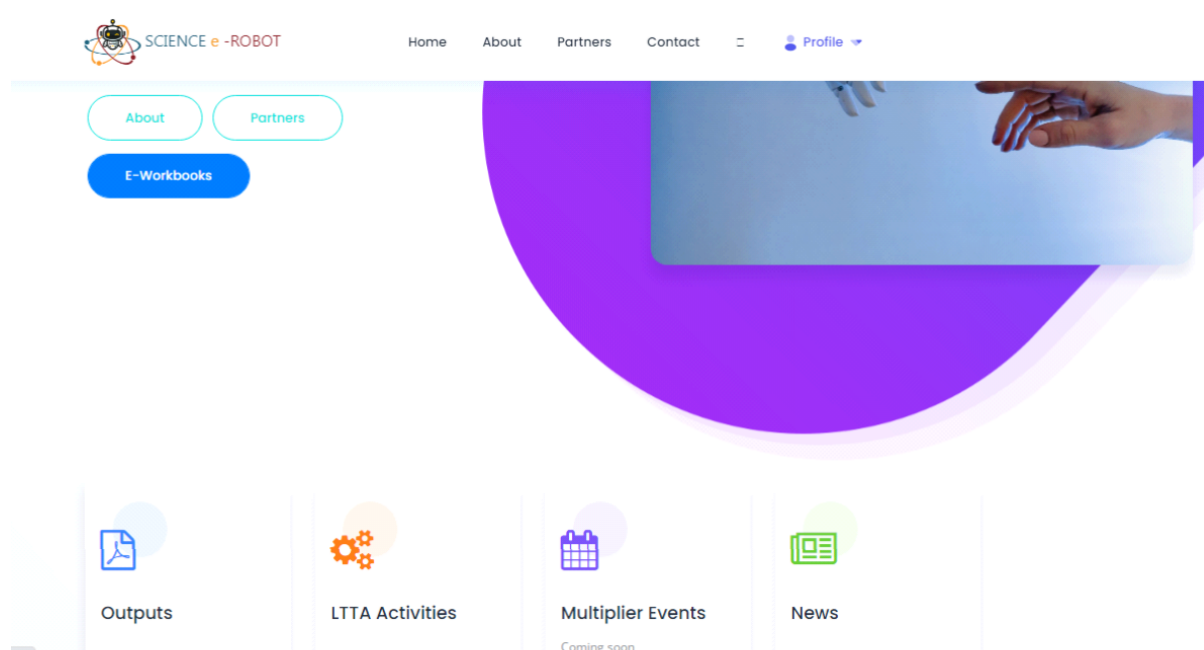 SCIENCE e -ROBOT
Home About Partners Contact Profile
About Partners
E-Workbooks
Outputs LTTA Activities Multiplier Events News
Coming soon